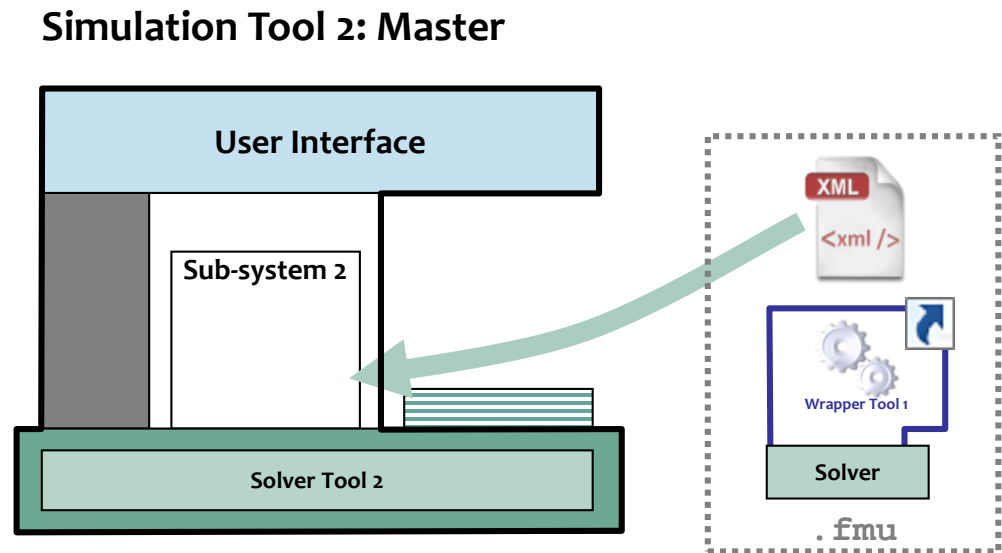 Simulation Tool 2: Master
User Interface
XML
<xml />
Sub-system 2
Wrapper Tool 1
Solver Tool 2
Solver
.fmu